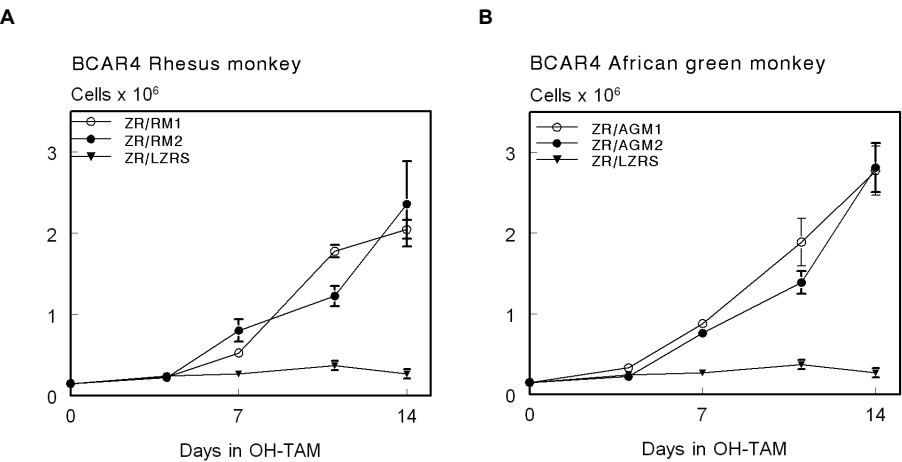 A
BCAR4 Rhesus monkey
Cells x 10⁶
ZR/RM1
ZR/RM2
ZR/LZRS
3
2
1
0
0 7 14
Days in OH-TAM
B
BCAR4 African green monkey
Cells x 10⁶
ZR/AGM1
ZR/AGM2
ZR/LZRS
3
2
1
0
0 7 14
Days in OH-TAM